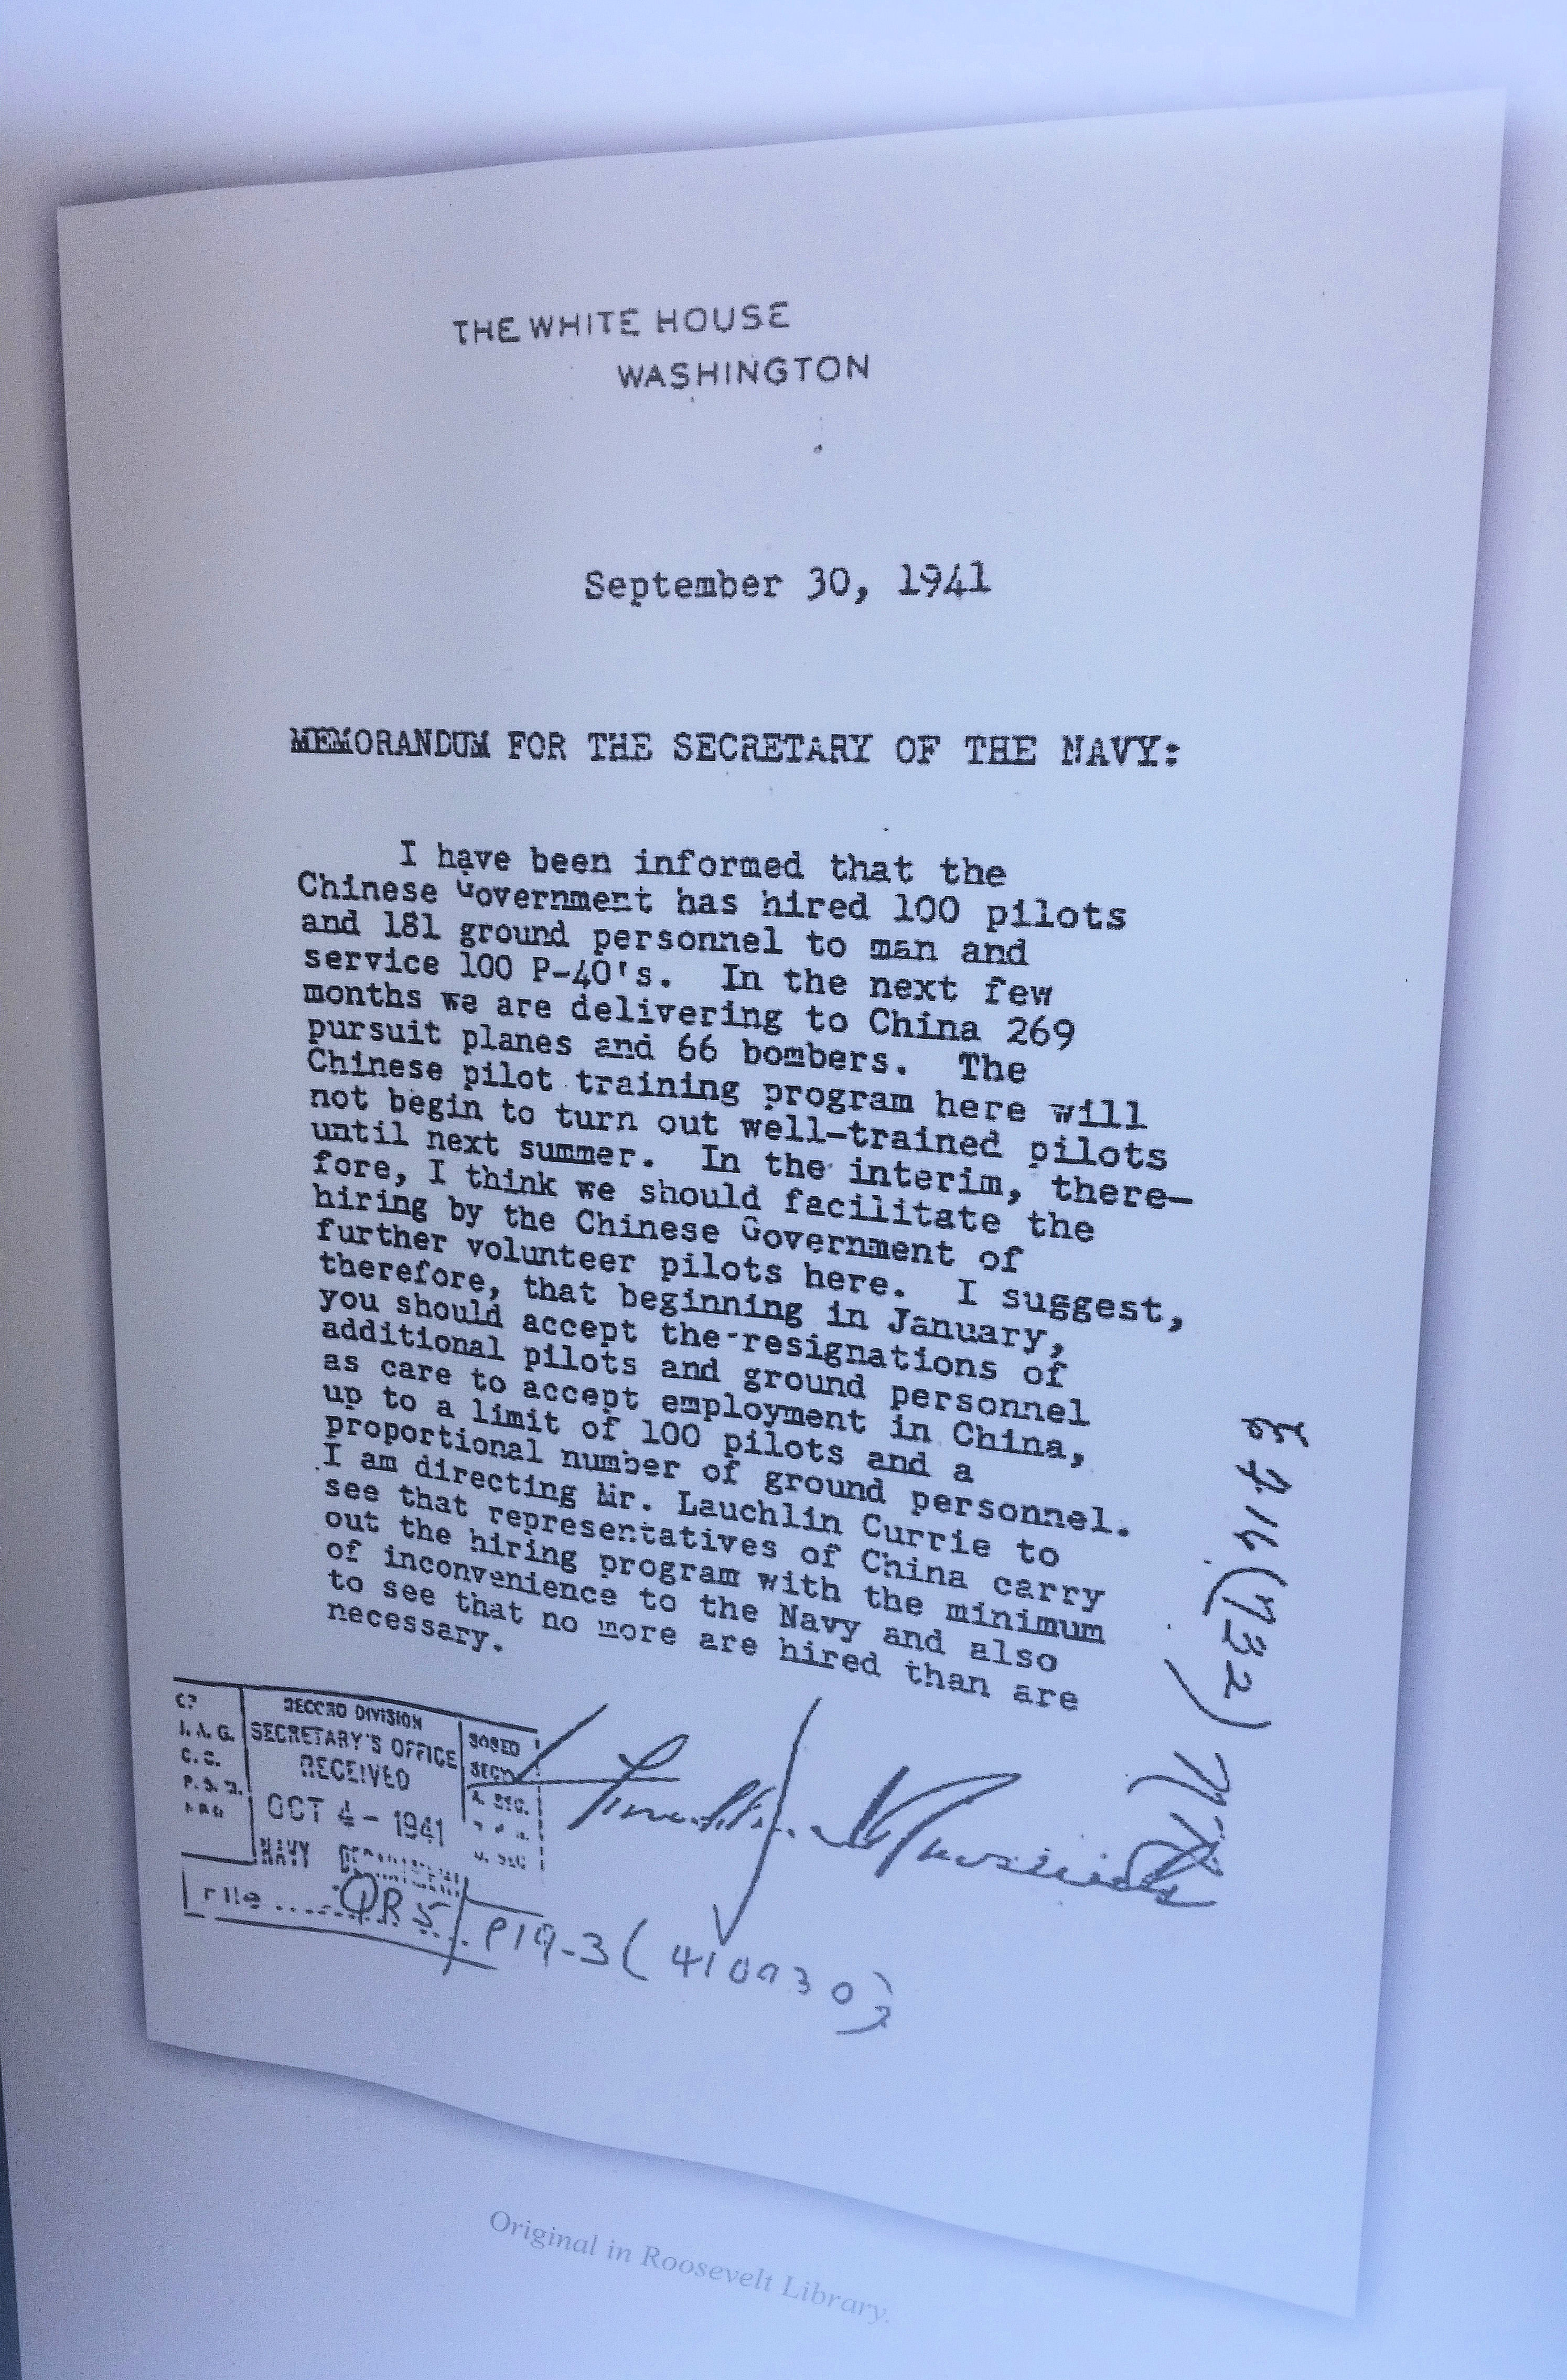 THE WHITE HOUSE
WASHINGTON
September 30, 1941
MEMORANDUM FOR THE SECRETARY OF THE NAVY:
I have been informed that the
Chinese Government has hired 100 pilots
and 181 ground personnel to man and
service 100 P-40's. In the next few
months we are delivering to China 269
pursuit planes and 66 bombers. The
Chinese pilot training program here will
not begin to turn out well-trained pilots
until next summer. In the interim, there-
fore, I think we should facilitate the
hiring by the Chinese Government of
further volunteer pilots here. I suggest,
therefore, that beginning in January,
you should accept the resignations of
additional pilots and ground personnel
as care to accept employment in China,
up to a limit of 100 pilots and a
proportional number of ground personnel.
I am directing Mr. Lauchlin Currie to
see that representatives of China carry
out the hiring program with the minimum
of inconvenience to the Navy and also
to see that no more are hired than are
necessary.
RECORD DIVISION
SECRETARY'S OFFICE
RECEIVED
OCT 4 - 1941
NAVY DEPARTMENT
J. A. G.
File QR5/P19-3 (410930)
Original in Roosevelt Library.